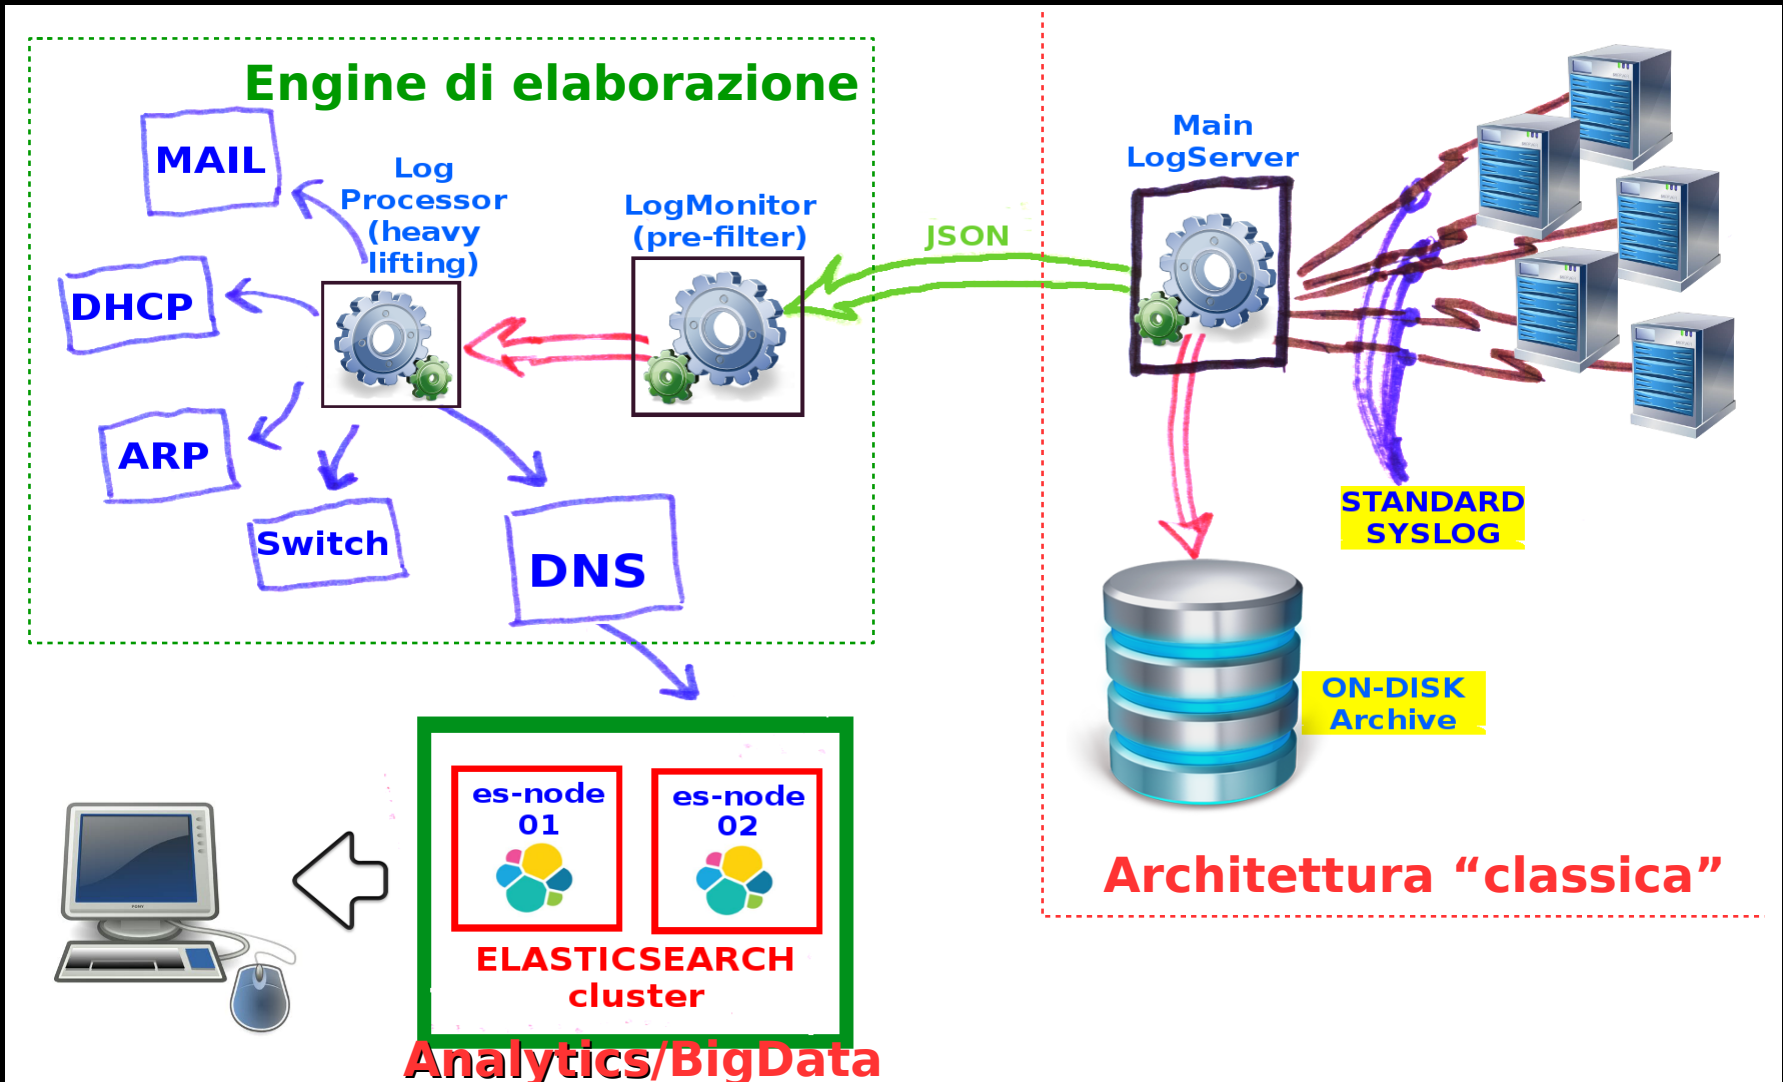 Engine di elaborazione
MAIL
Log
Processor
(heavy
lifting)
LogMonitor
(pre-filter)
JSON
Main
LogServer
DHCP
ARP
Switch
DNS
STANDARD
SYSLOG
ON-DISK
Archive
es-node
01
es-node
02
ELASTICSEARCH
cluster
Architettura “classica”
Analytics/BigData